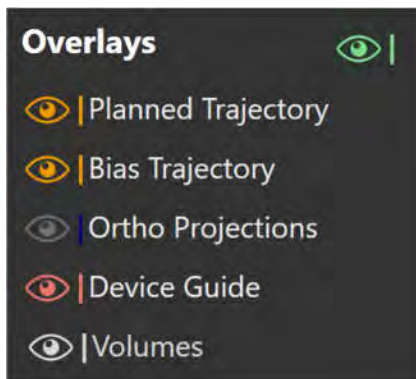 Overlays
Planned Trajectory
Bias Trajectory
Ortho Projections
Device Guide
Volumes